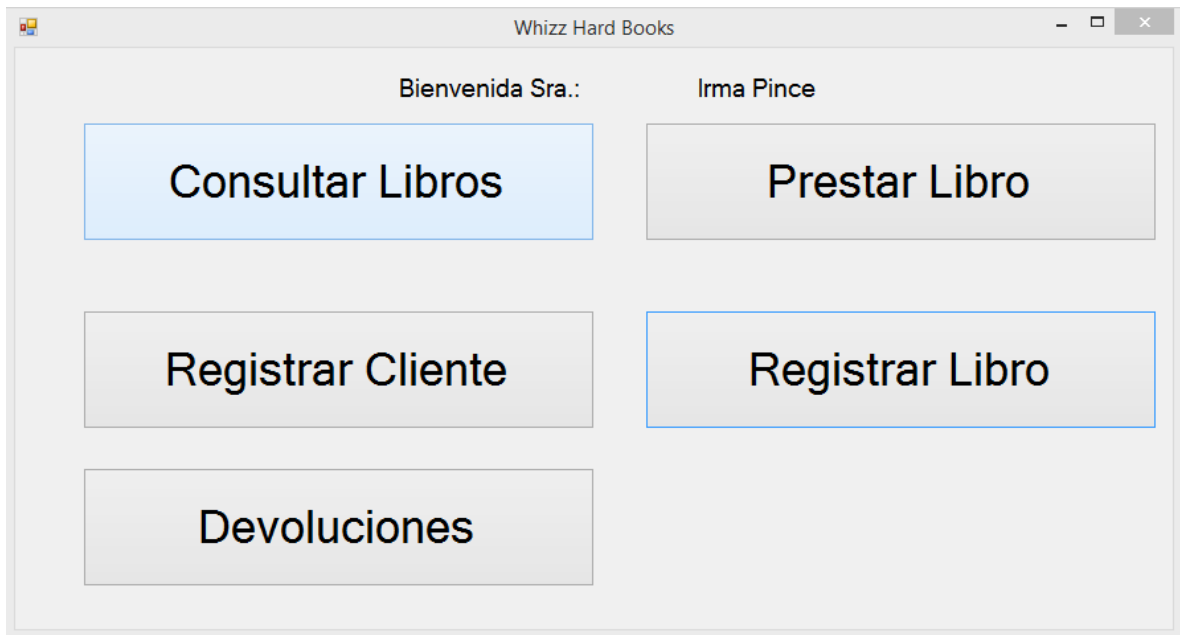 Whizz Hard Books
Bienvenida Sra.: Irma Pince
Consultar Libros
Prestar Libro
Registrar Cliente
Registrar Libro
Devoluciones